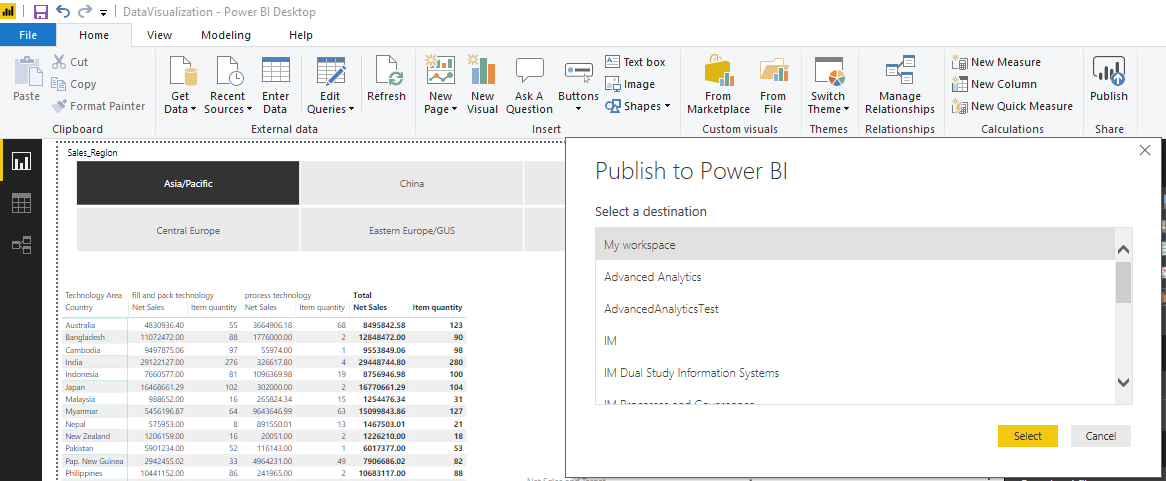 DataVisualization - Power BI Desktop
File Home View Modeling Help
Paste
Cut
Copy
Format Painter
Get Data
Recent Sources
Enter Data
Edit Queries
Refresh
New Page
New Visual
Ask A Question
Buttons
Text box
Image
Shapes
From Marketplace
From File
Switch Theme
Manage Relationships
New Measure
New Column
New Quick Measure
Publish
Clipboard External data Insert Custom visuals Themes Relationships Calculations Share
Sales_Region
Asia/Pacific China
Central Europe Eastern Europe/GUS
Technology Area fill and pack technology process technology Total
Country Net Sales Item quantity Net Sales Item quantity Net Sales Item quantity
Australia 4830936.40 55 3664906.18 68 8495842.58 123
Bangladesh 11072472.00 88 1776000.00 2 12848472.00 90
Cambodia 9497875.06 97 55974.00 1 9553849.06 98
India 29122127.00 276 326617.80 4 29448744.80 280
Indonesia 7660577.00 81 1096369.98 19 8756946.98 100
Japan 16468661.29 102 302000.00 2 16770661.29 104
Malaysia 988652.00 16 265824.34 15 1254476.34 31
Myanmar 5456196.87 64 9643646.99 63 15099843.86 127
Nepal 575953.00 8 891550.01 13 1467503.01 21
New Zealand 1206159.00 16 20051.00 2 1226210.00 18
Pakistan 5901234.00 52 116143.00 1 6017377.00 53
Pap. New Guinea 2942455.02 33 4964231.00 49 7906686.02 82
Philippines 10441152.00 86 241965.00 2 10683117.00 88
Publish to Power BI
Select a destination
My workspace
Advanced Analytics
AdvancedAnalyticsTest
IM
IM Dual Study Information Systems
IM Processes and Governance
Select Cancel
Net Sales and Target